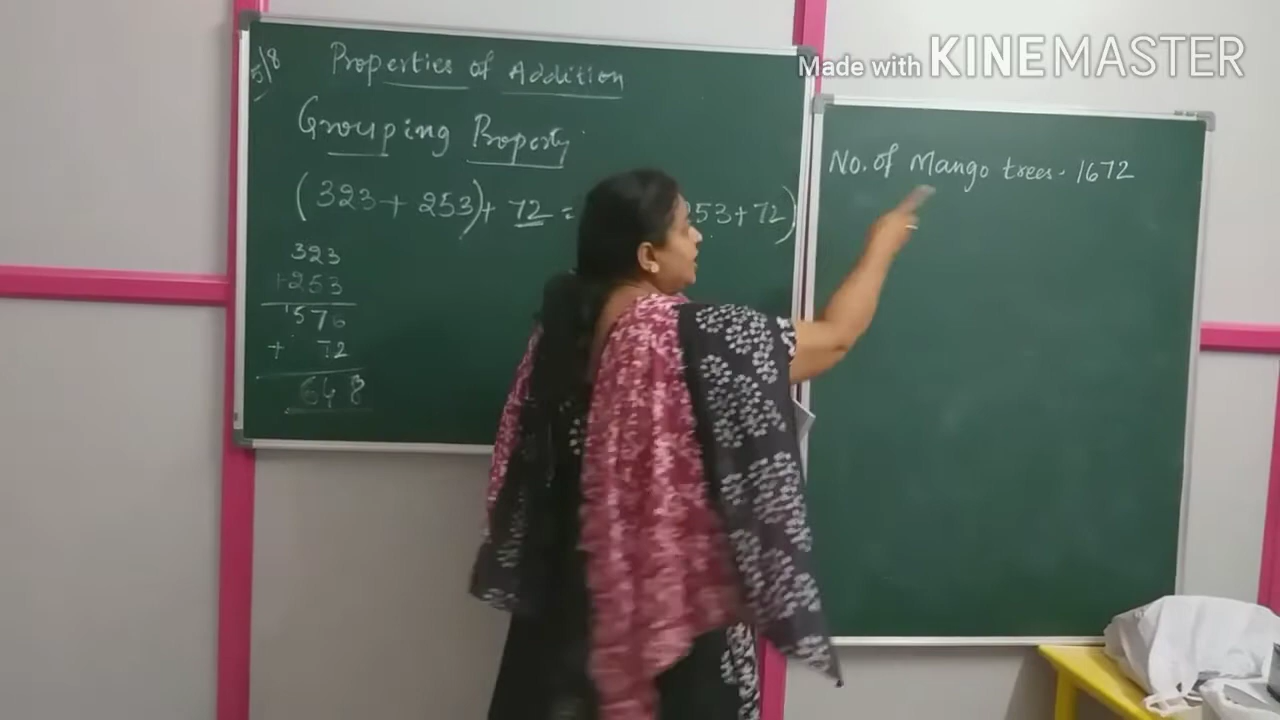 Made with KINEMASTER
5/8
Properties of Addition
Grouping Property
(323+ 253)+ 72 = 253+72)
323
+253
576
+ 72
648
No. of Mango trees - 1672